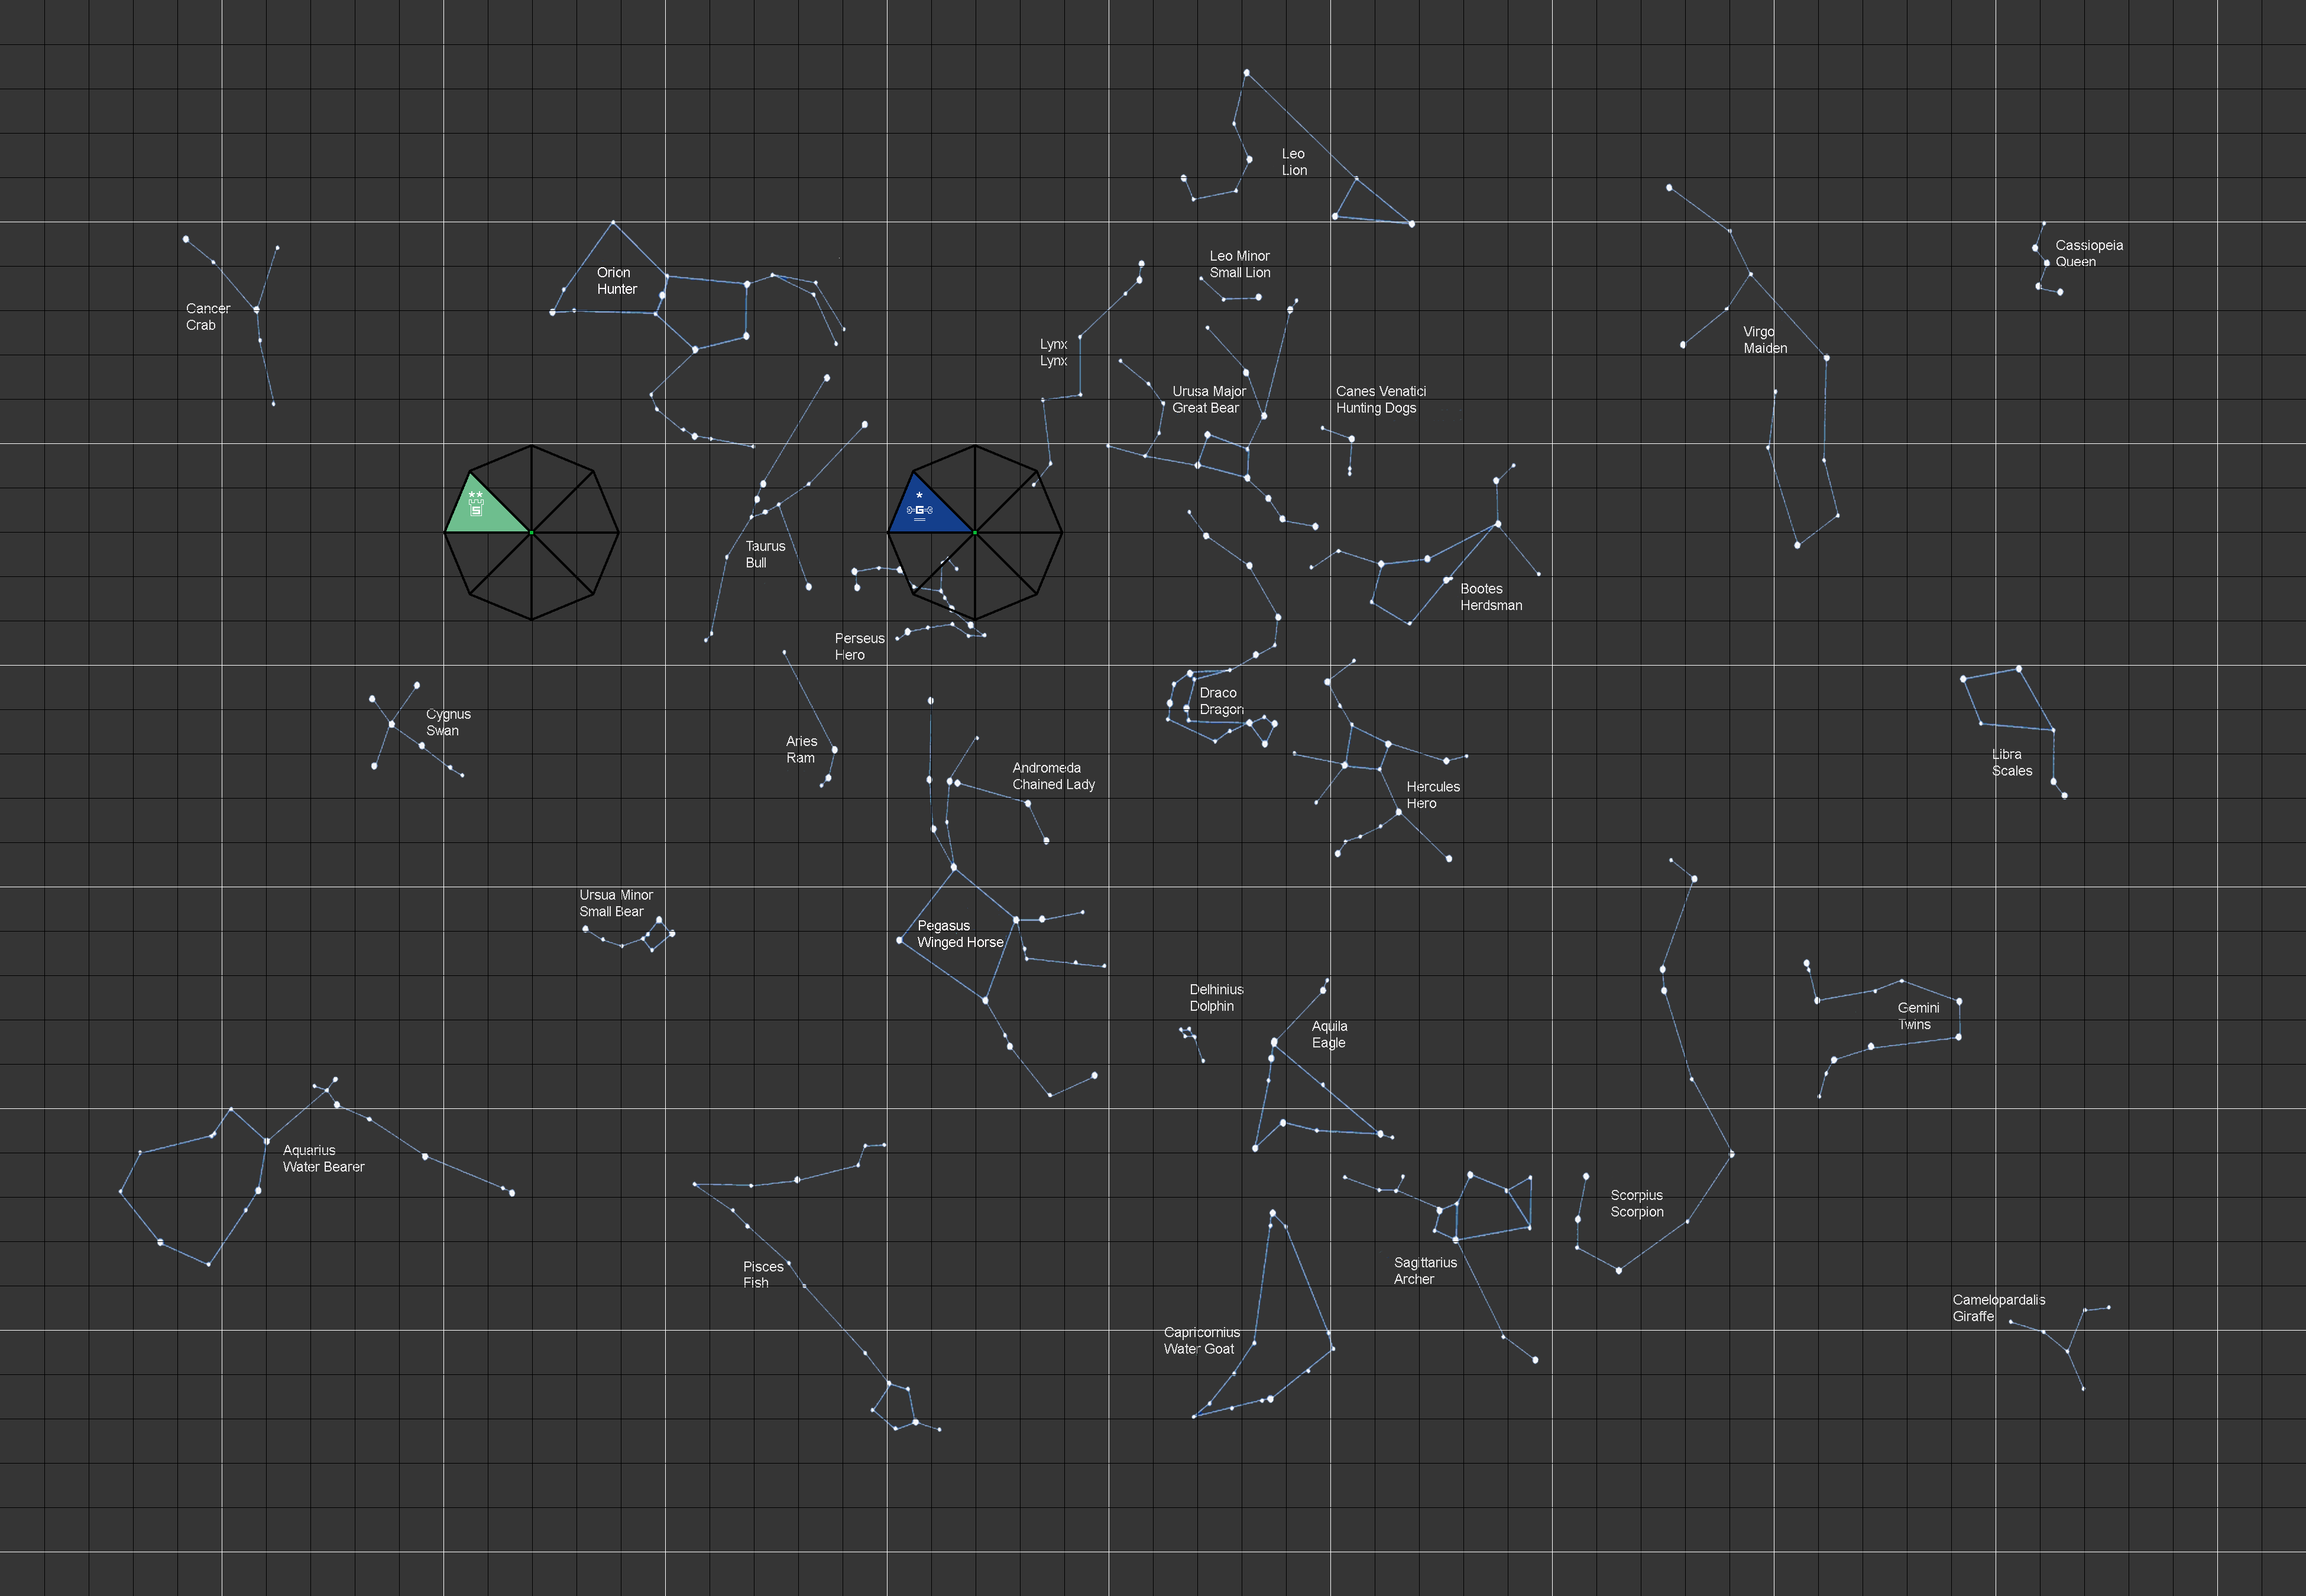 Leo
Lion
Cassiopeia
Queen
Leo Minor
Small Lion
Orion
Hunter
Cancer
Crab
Virgo
Maiden
Lynx
Lynx
Urusa Major
Great Bear
Canes Venatici
Hunting Dogs
**
S
*
G
Taurus
Bull
Bootes
Herdsman
Perseus
Hero
Draco
Dragon
Cygnus
Swan
Aries
Ram
Libra
Scales
Andromeda
Chained Lady
Hercules
Hero
Ursua Minor
Small Bear
Pegasus
Winged Horse
Delhinius
Dolphin
Gemini
Twins
Aquila
Eagle
Aquarius
Water Bearer
Scorpius
Scorpion
Pisces
Fish
Sagittarius
Archer
Camelopardalis
Giraffe
Capricornius
Water Goat